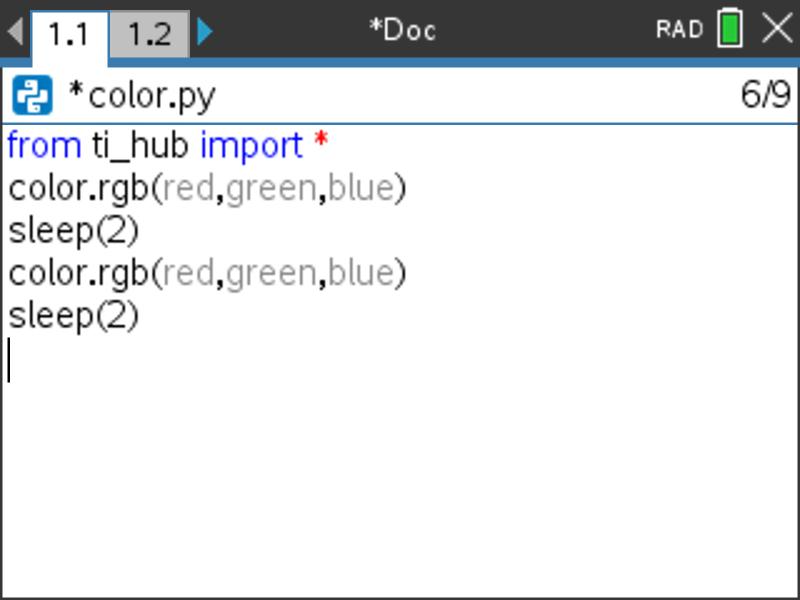 1.1 1.2 *Doc RAD
*color.py 6/9
from ti_hub import *
color.rgb(red,green,blue)
sleep(2)
color.rgb(red,green,blue)
sleep(2)